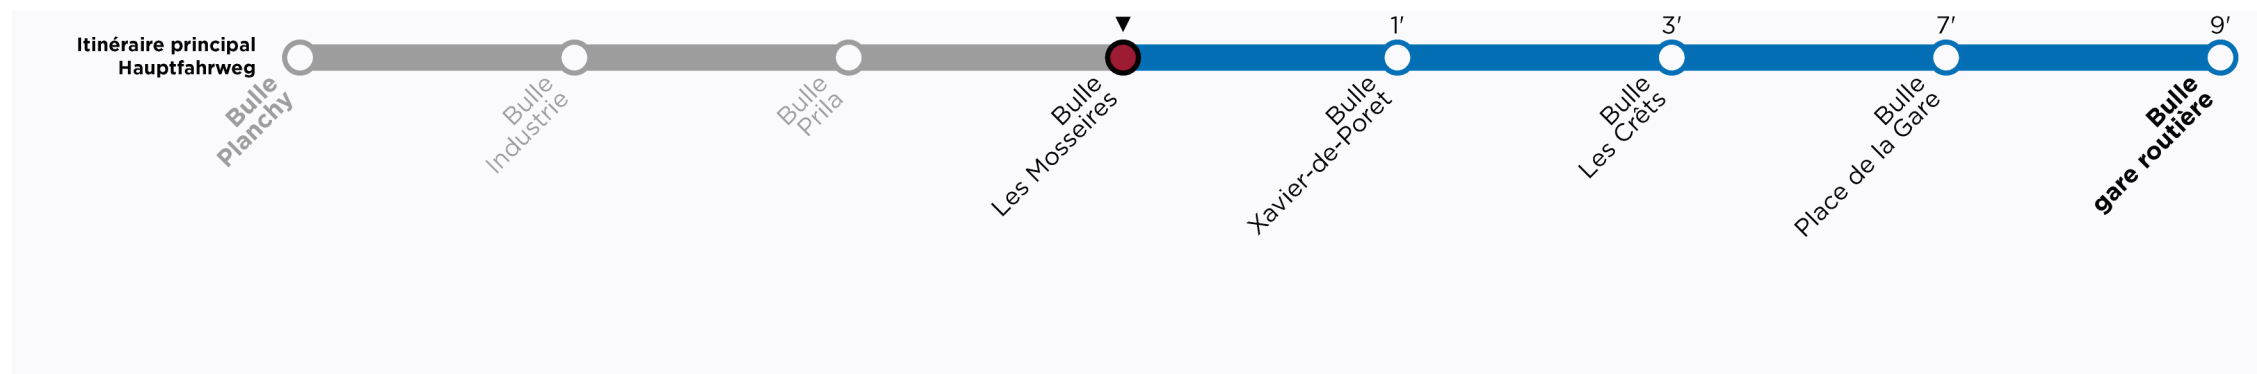 ▼ 1' 3' 7' 9'
Itinéraire principal
Hauptfahrweg
Bulle
Planchy
Bulle
Industrie
Bulle
Prila
Bulle
Les Mosseires
Bulle
Xavier-de-Poret
Bulle
Les Crêts
Bulle
Place de la Gare
Bulle
gare routière